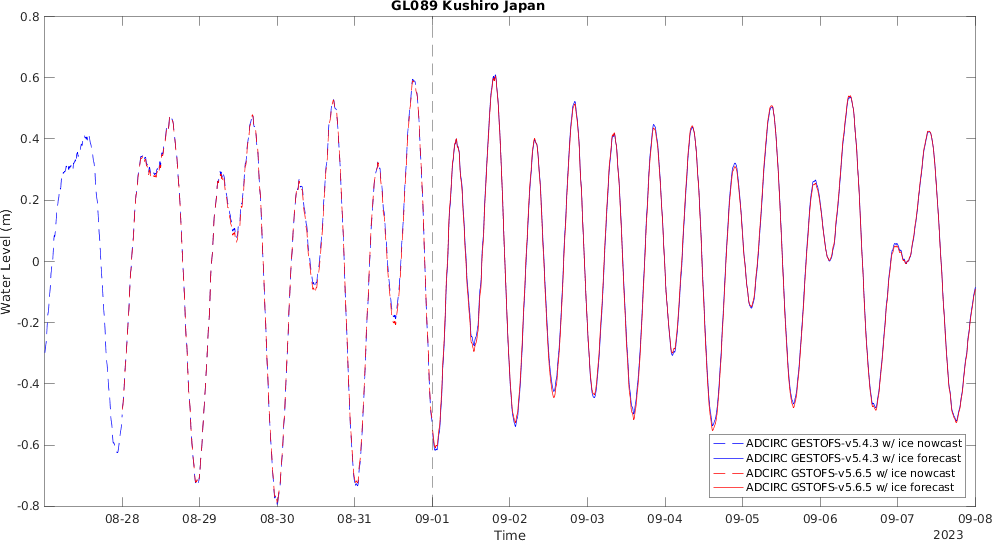 GL089 Kushiro Japan
0.8
0.6
0.4
0.2
0
-0.2
-0.4
-0.6
-0.8
Water Level (m)
ADCIRC GESTOFS-v5.4.3 w/ ice nowcast
ADCIRC GESTOFS-v5.4.3 w/ ice forecast
ADCIRC GSTOFS-v5.6.5 w/ ice nowcast
ADCIRC GSTOFS-v5.6.5 w/ ice forecast
08-28 08-29 08-30 08-31 09-01 09-02 09-03 09-04 09-05 09-06 09-07 09-08
Time
2023